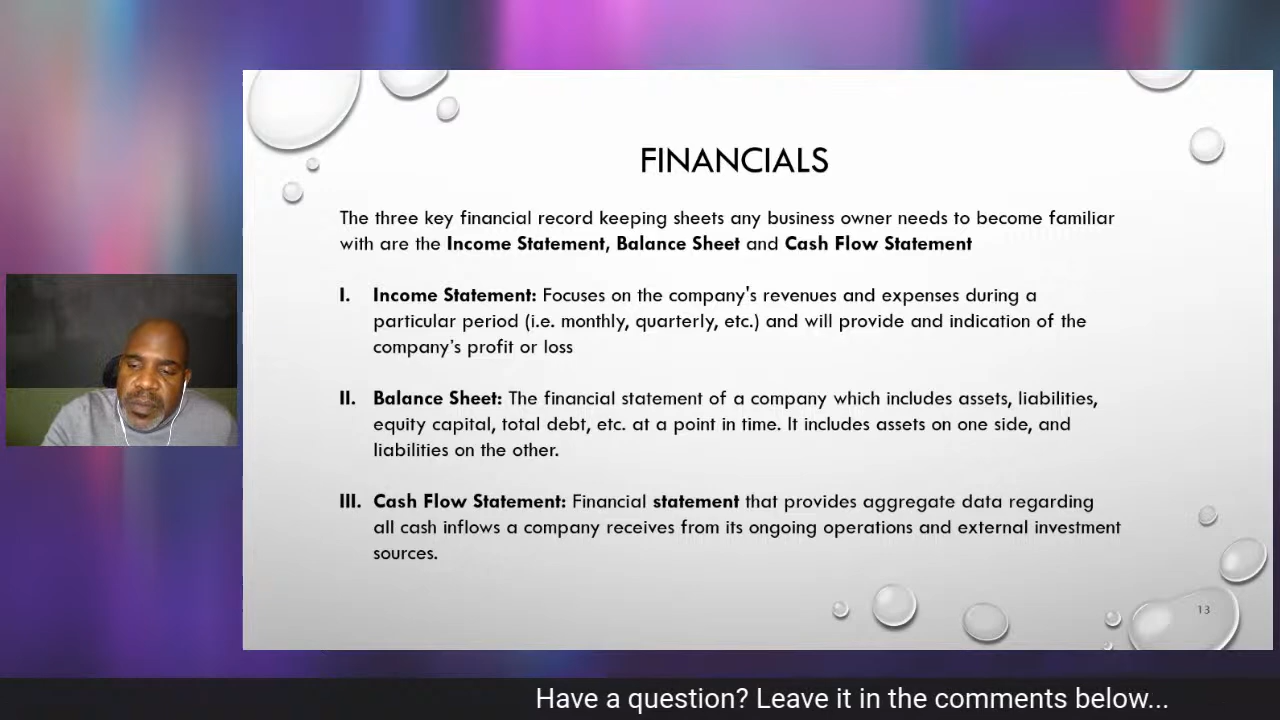 FINANCIALS
The three key financial record keeping sheets any business owner needs to become familiar
with are the Income Statement, Balance Sheet and Cash Flow Statement
I. Income Statement: Focuses on the company's revenues and expenses during a
particular period (i.e. monthly, quarterly, etc.) and will provide and indication of the
company's profit or loss
II. Balance Sheet: The financial statement of a company which includes assets, liabilities,
equity capital, total debt, etc. at a point in time. It includes assets on one side, and
liabilities on the other.
III. Cash Flow Statement: Financial statement that provides aggregate data regarding
all cash inflows a company receives from its ongoing operations and external investment
sources.
13
Have a question? Leave it in the comments below...